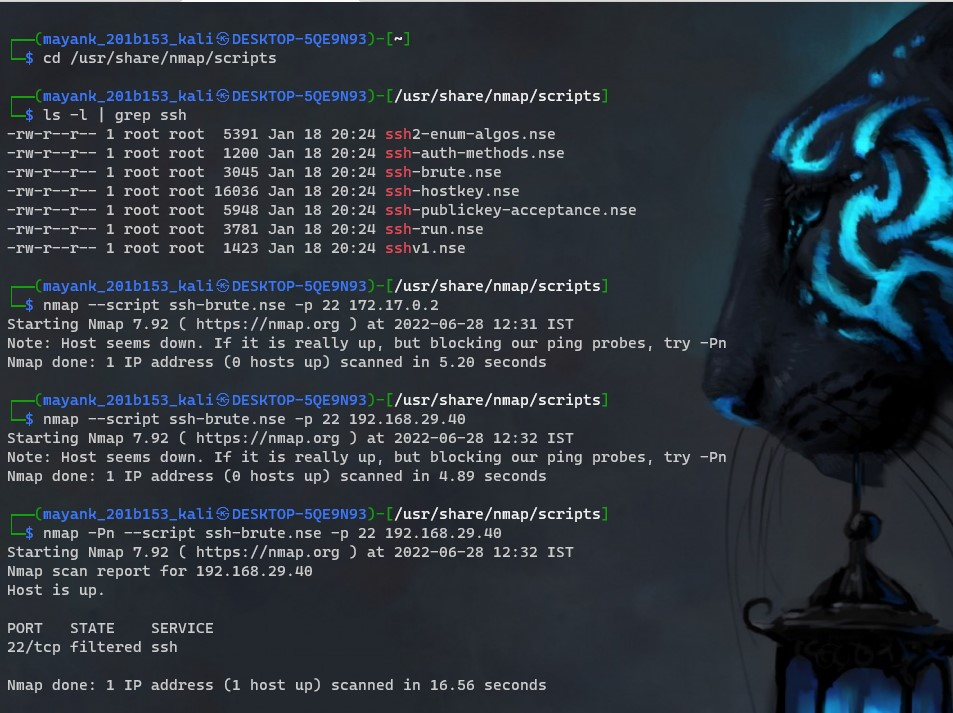 ┌──(mayank_201b153_kali㉿DESKTOP-5QE9N93)-[~]
└─$ cd /usr/share/nmap/scripts
┌──(mayank_201b153_kali㉿DESKTOP-5QE9N93)-[/usr/share/nmap/scripts]
└─$ ls -l | grep ssh
-rw-r--r-- 1 root root  5391 Jan 18 20:24 ssh2-enum-algos.nse
-rw-r--r-- 1 root root  1200 Jan 18 20:24 ssh-auth-methods.nse
-rw-r--r-- 1 root root  3045 Jan 18 20:24 ssh-brute.nse
-rw-r--r-- 1 root root 16036 Jan 18 20:24 ssh-hostkey.nse
-rw-r--r-- 1 root root  5948 Jan 18 20:24 ssh-publickey-acceptance.nse
-rw-r--r-- 1 root root  3781 Jan 18 20:24 ssh-run.nse
-rw-r--r-- 1 root root  1423 Jan 18 20:24 sshv1.nse
┌──(mayank_201b153_kali㉿DESKTOP-5QE9N93)-[/usr/share/nmap/scripts]
└─$ nmap --script ssh-brute.nse -p 22 172.17.0.2
Starting Nmap 7.92 ( https://nmap.org ) at 2022-06-28 12:31 IST
Note: Host seems down. If it is really up, but blocking our ping probes, try -Pn
Nmap done: 1 IP address (0 hosts up) scanned in 5.20 seconds
┌──(mayank_201b153_kali㉿DESKTOP-5QE9N93)-[/usr/share/nmap/scripts]
└─$ nmap --script ssh-brute.nse -p 22 192.168.29.40
Starting Nmap 7.92 ( https://nmap.org ) at 2022-06-28 12:32 IST
Note: Host seems down. If it is really up, but blocking our ping probes, try -Pn
Nmap done: 1 IP address (0 hosts up) scanned in 4.89 seconds
┌──(mayank_201b153_kali㉿DESKTOP-5QE9N93)-[/usr/share/nmap/scripts]
└─$ nmap -Pn --script ssh-brute.nse -p 22 192.168.29.40
Starting Nmap 7.92 ( https://nmap.org ) at 2022-06-28 12:32 IST
Nmap scan report for 192.168.29.40
Host is up.
PORT   STATE    SERVICE
22/tcp filtered ssh
Nmap done: 1 IP address (1 host up) scanned in 16.56 seconds